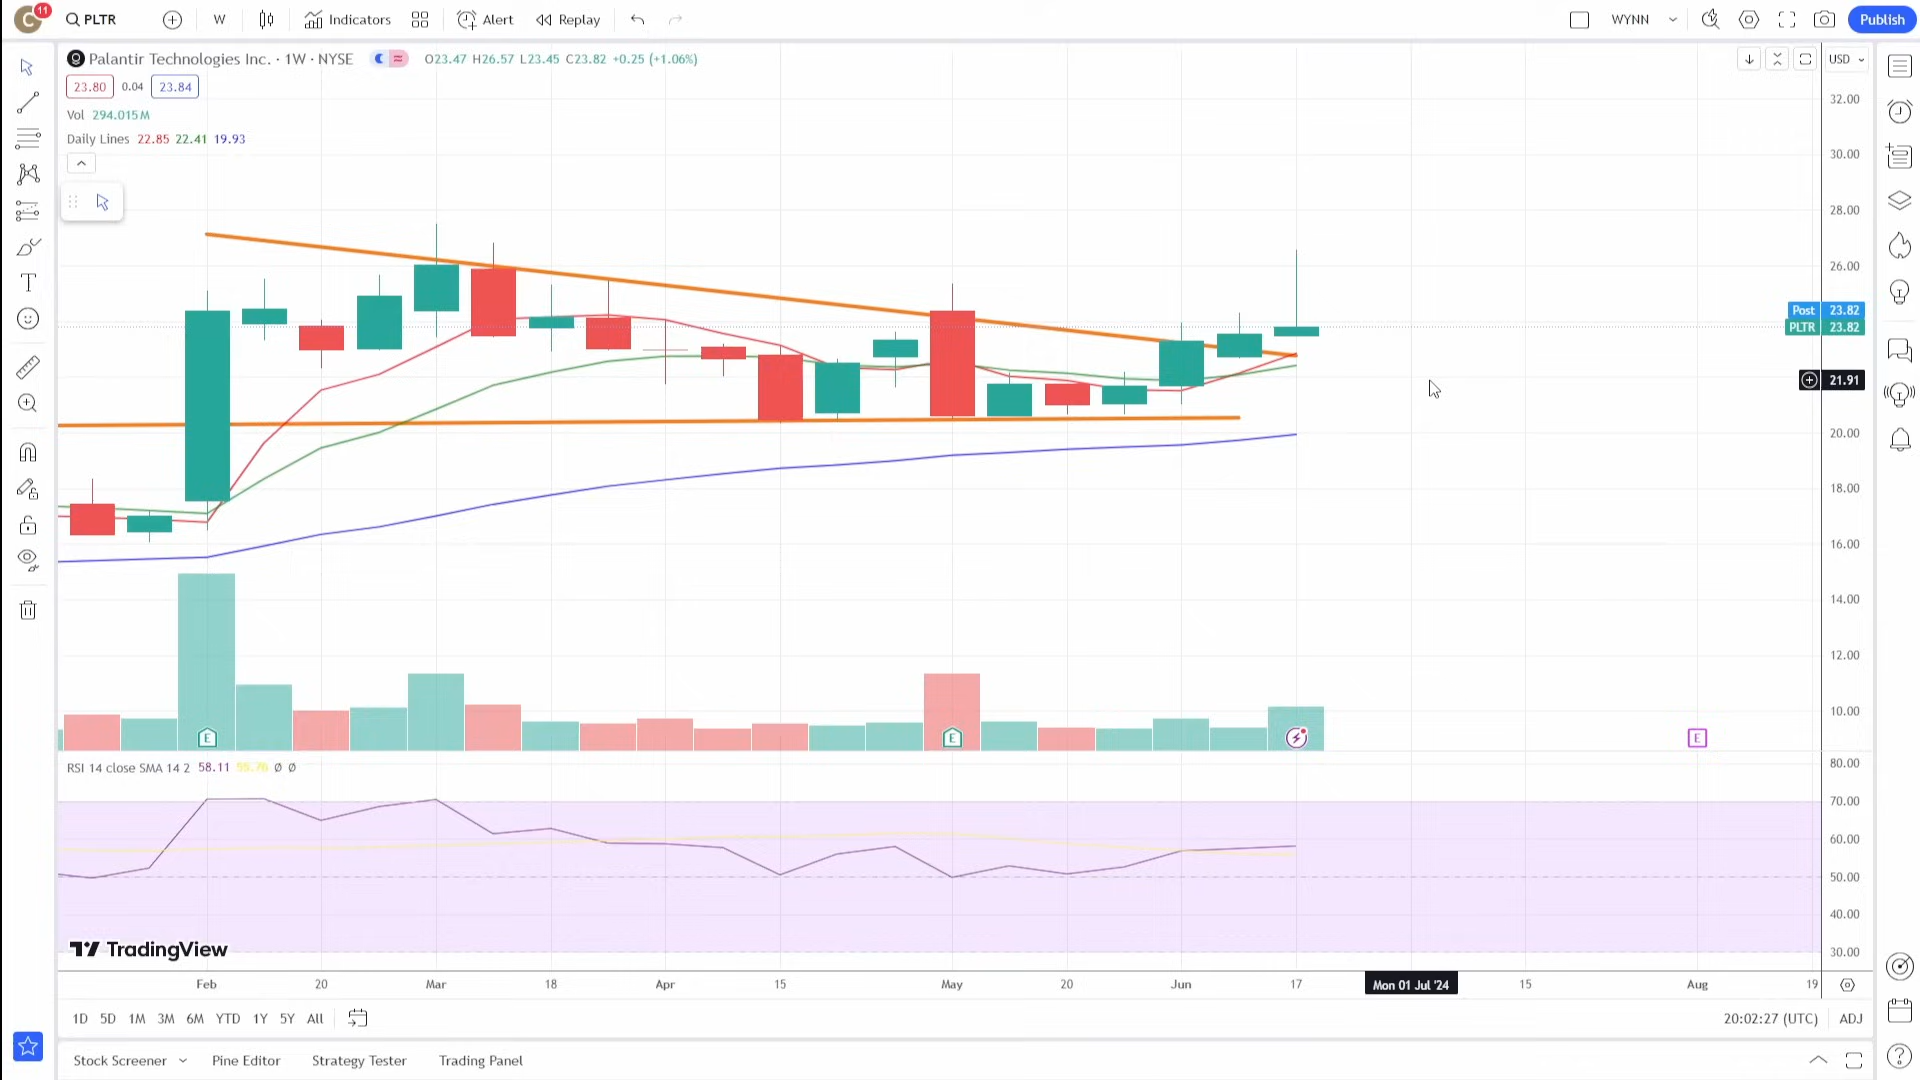 C 11 PLTR W Indicators Alert Replay WYNN Publish
Palantir Technologies Inc. · 1W · NYSE O23.47 H26.57 L23.45 C23.82 +0.25 (+1.06%) USD
23.80 0.04 23.84
Vol 294.015M
Daily Lines 22.85 22.41 19.93
32.00
30.00
28.00
26.00
Post 23.82
PLTR 23.82
21.91
20.00
18.00
16.00
14.00
12.00
10.00
E E E
RSI 14 close SMA 14 2 58.11 55.76 Ø Ø
80.00
70.00
60.00
50.00
40.00
30.00
TradingView
Feb 20 Mar 18 Apr 15 May 20 Jun 17 Mon 01 Jul '24 15 Aug 19
1D 5D 1M 3M 6M YTD 1Y 5Y All 20:02:27 (UTC) ADJ
Stock Screener Pine Editor Strategy Tester Trading Panel